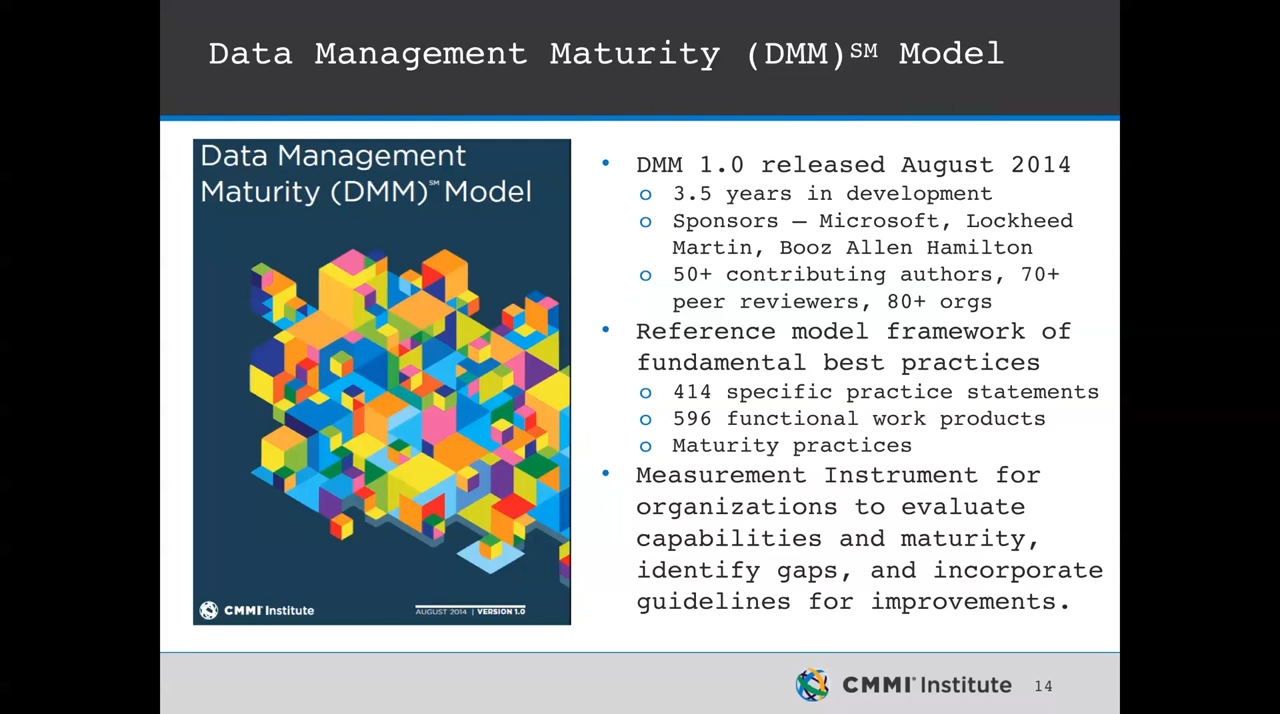 Data Management Maturity (DMM)℠ Model
Data Management
Maturity (DMM)℠ Model
CMMI® Institute
AUGUST 2014 | VERSION 1.0
• DMM 1.0 released August 2014
o 3.5 years in development
o Sponsors – Microsoft, Lockheed
Martin, Booz Allen Hamilton
o 50+ contributing authors, 70+
peer reviewers, 80+ orgs
• Reference model framework of
fundamental best practices
o 414 specific practice statements
o 596 functional work products
o Maturity practices
• Measurement Instrument for
organizations to evaluate
capabilities and maturity,
identify gaps, and incorporate
guidelines for improvements.
CMMI® Institute
14